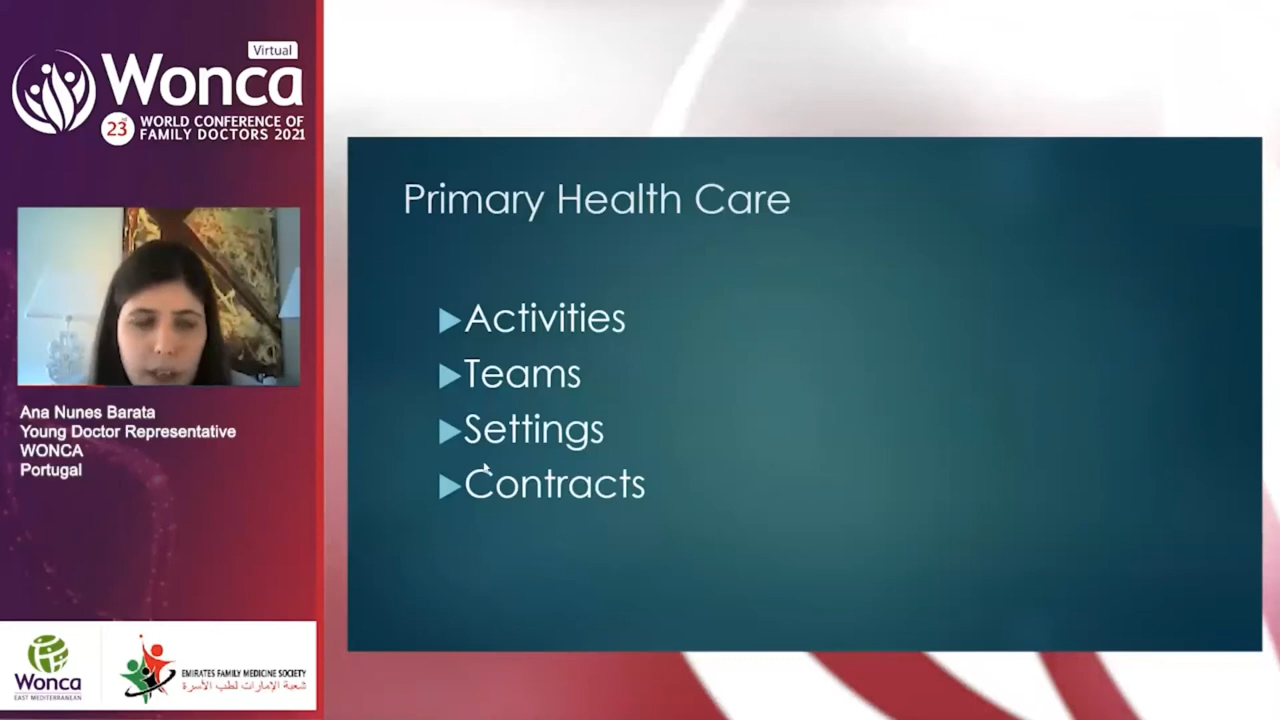 Virtual
Wonca
23rd WORLD CONFERENCE OF
FAMILY DOCTORS 2021
Ana Nunes Barata
Young Doctor Representative
WONCA
Portugal
Wonca
EAST MEDITERRANEAN
EMIRATES FAMILY MEDICINE SOCIETY
شعبة الإمارات لطب الأسرة
Primary Health Care
Activities
Teams
Settings
Contracts